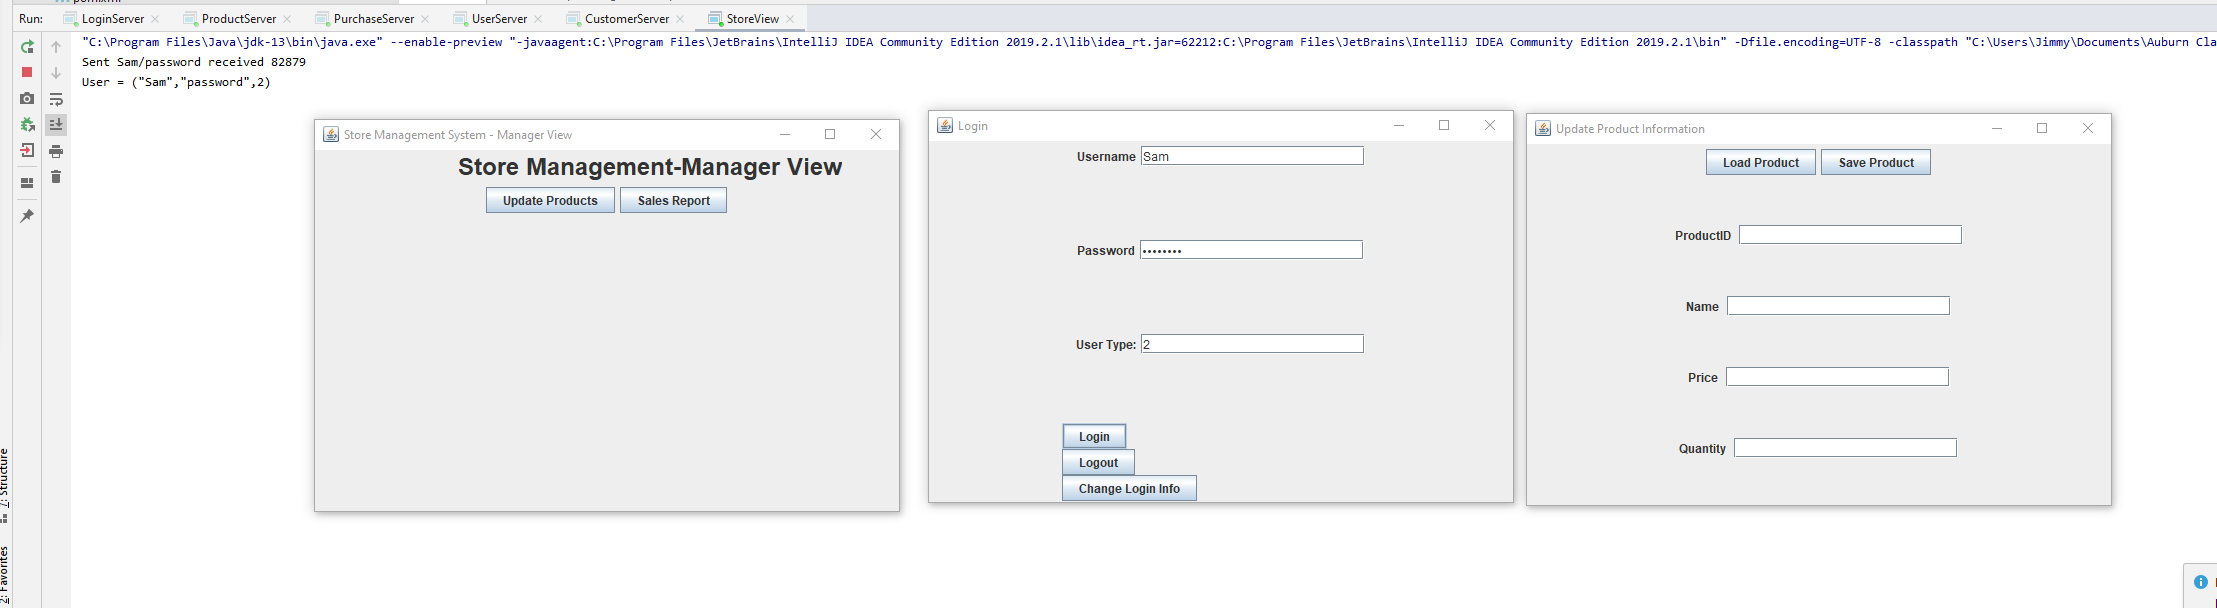 Run: LoginServer ProductServer PurchaseServer UserServer CustomerServer StoreView
"C:\Program Files\Java\jdk-13\bin\java.exe" --enable-preview "-javaagent:C:\Program Files\JetBrains\IntelliJ IDEA Community Edition 2019.2.1\lib\idea_rt.jar=62212:C:\Program Files\JetBrains\IntelliJ IDEA Community Edition 2019.2.1\bin" -Dfile.encoding=UTF-8 -classpath "C:\Users\Jimmy\Documents\Auburn Cla
Sent Sam/password received 82879
User = ("Sam","password",2)
Store Management System - Manager View
Store Management-Manager View
Update Products Sales Report
Login
Username Sam
Password ••••••••
User Type: 2
Login
Logout
Change Login Info
Update Product Information
Load Product Save Product
ProductID
Name
Price
Quantity
7: Structure
2: Favorites